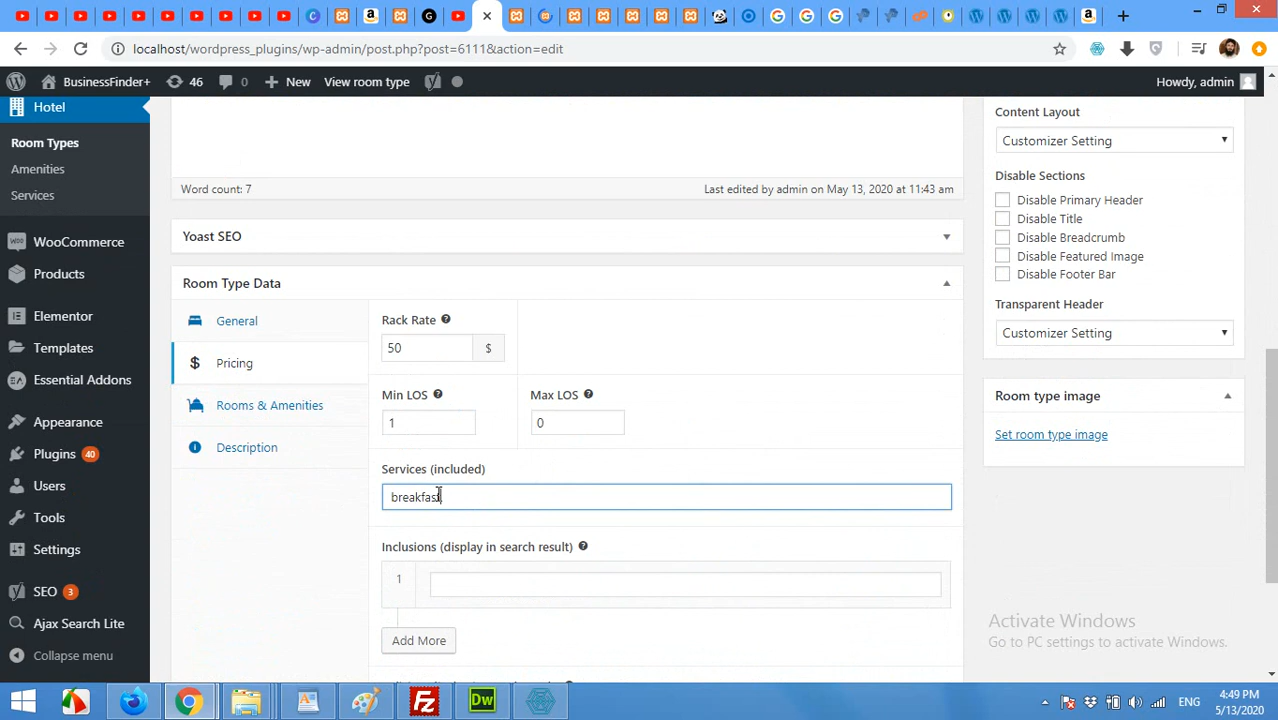 localhost/wordpress_plugins/wp-admin/post.php?post=6111&action=edit
BusinessFinder+ 46 0 New View room type Howdy, admin
Hotel
Room Types
Amenities
Services
WooCommerce
Products
Elementor
Templates
Essential Addons
Appearance
Plugins 40
Users
Tools
Settings
SEO 3
Ajax Search Lite
Collapse menu
Word count: 7 Last edited by admin on May 13, 2020 at 11:43 am
Yoast SEO
Room Type Data
General
Pricing
Rooms & Amenities
Description
Rack Rate
50 $
Min LOS Max LOS
1 0
Services (included)
breakfast
Inclusions (display in search result)
1
Add More
Content Layout
Customizer Setting
Disable Sections
Disable Primary Header
Disable Title
Disable Breadcrumb
Disable Featured Image
Disable Footer Bar
Transparent Header
Customizer Setting
Room type image
Set room type image
Activate Windows
Go to PC settings to activate Windows.
Fz
Dw
ENG
4:49 PM
5/13/2020